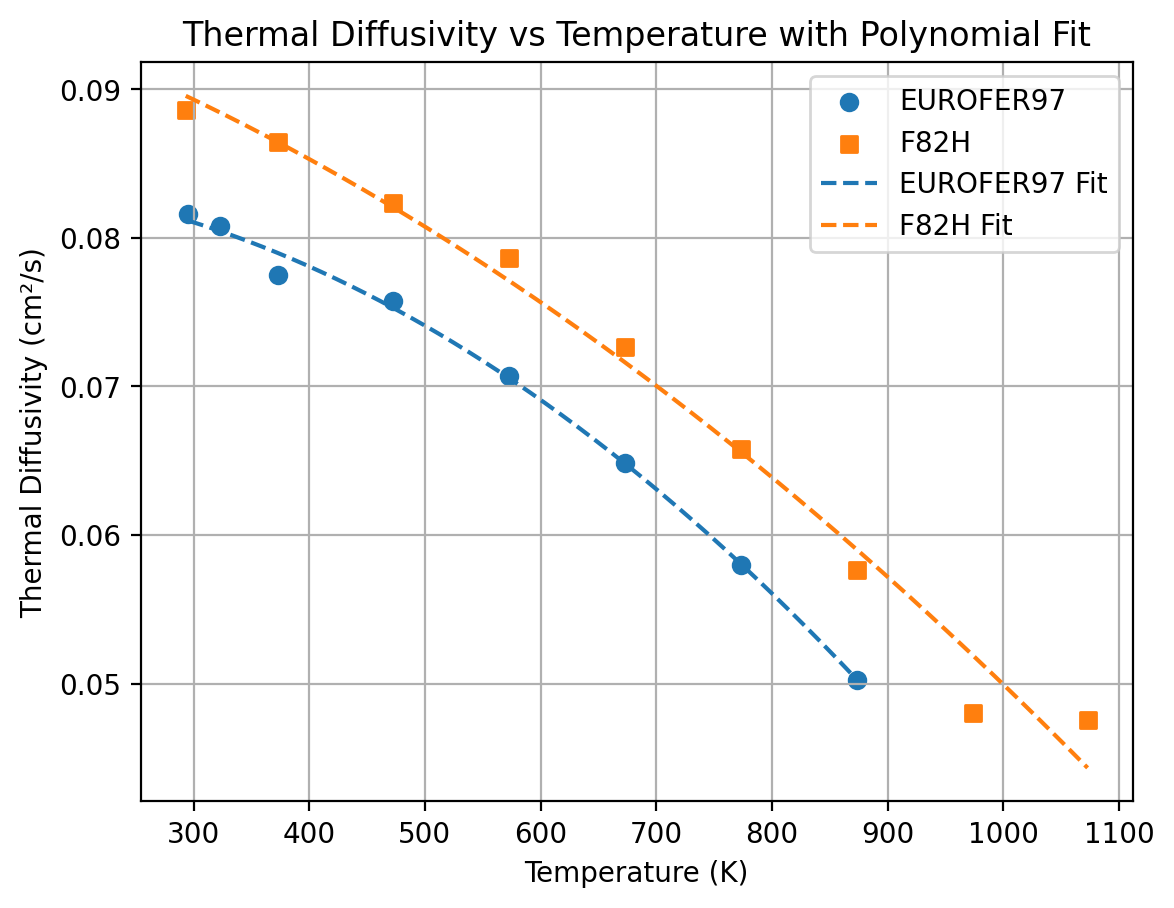 Thermal Diffusivity vs Temperature with Polynomial Fit
Thermal Diffusivity (cm²/s)
0.09
0.08
0.07
0.06
0.05
EUROFER97
F82H
EUROFER97 Fit
F82H Fit
300 400 500 600 700 800 900 1000 1100
Temperature (K)